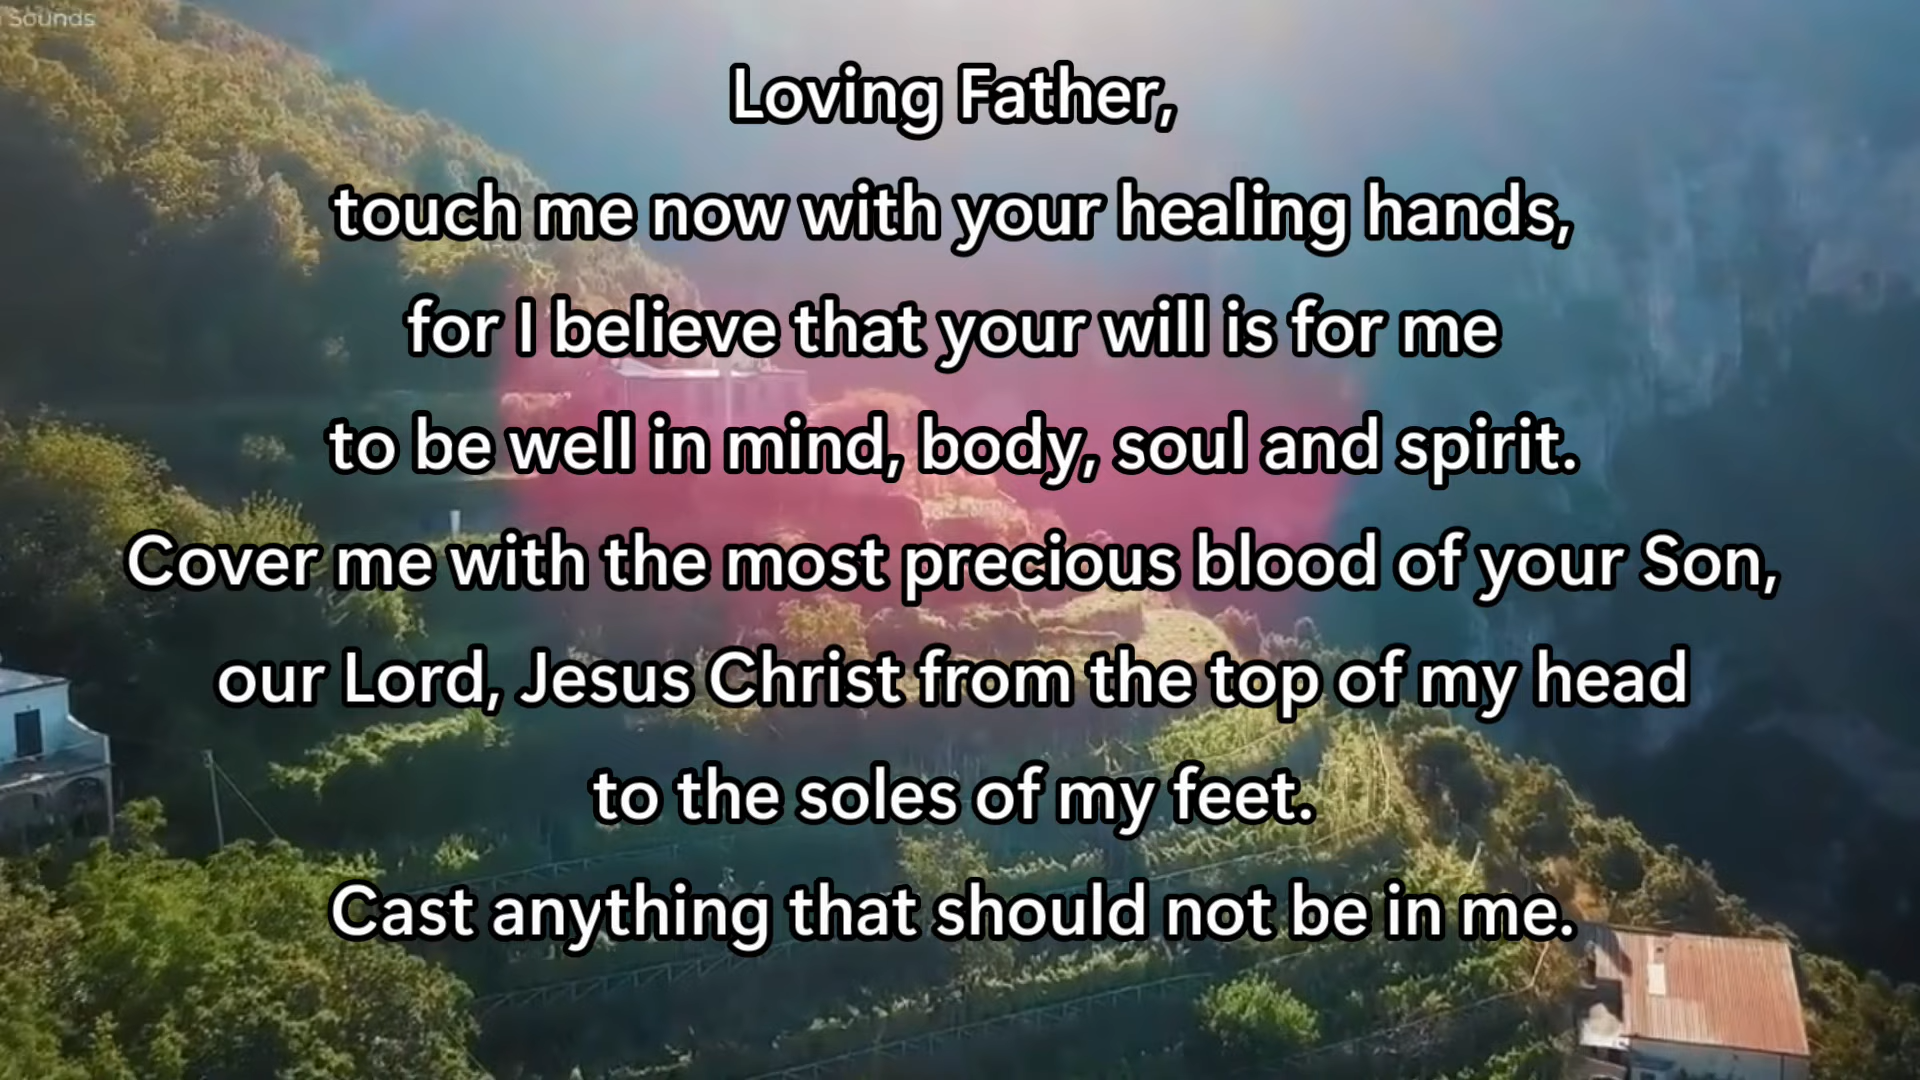 Sounds
Loving Father,
touch me now with your healing hands,
for I believe that your will is for me
to be well in mind, body, soul and spirit.
Cover me with the most precious blood of your Son,
our Lord, Jesus Christ from the top of my head
to the soles of my feet.
Cast anything that should not be in me.